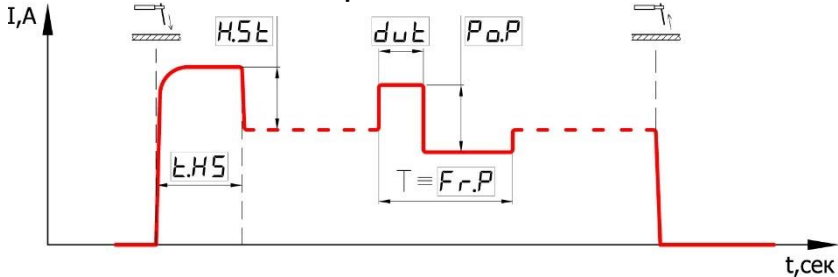 I,A
H.St
dut
Po.P
t.HS
T ≡ Fr.P
t,сек